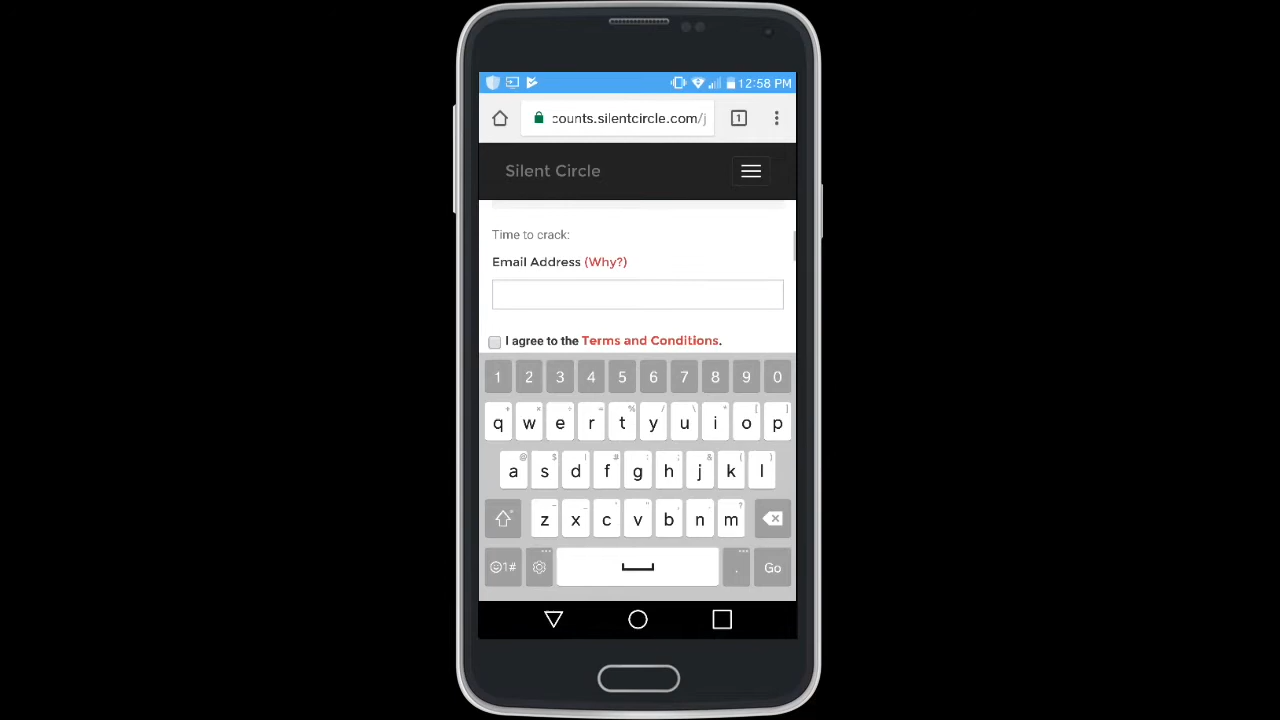 12:58 PM
counts.silentcircle.com/j
1
Silent Circle
Time to crack:
Email Address (Why?)
I agree to the Terms and Conditions.
1 2 3 4 5 6 7 8 9 0
q w e r t y u i o p
a s d f g h j k l
z x c v b n m
1# . Go